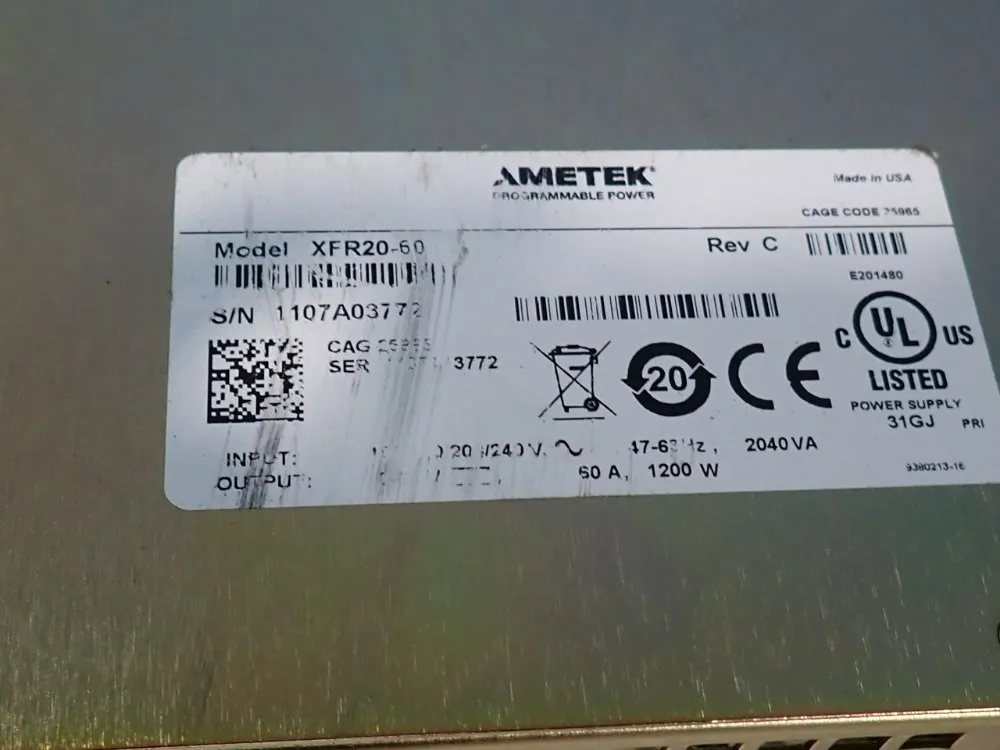 AMETEK
PROGRAMMABLE POWER
Made in USA
CAGE CODE
Model XFR20-60
Rev C
E201480
S/N 1107A03772
20
CE
C UL US
LISTED
POWER SUPPLY
31GJ PRI
CAG
SER 3772
INPUT: 47-63Hz, 2040VA
OUTPUT: 60 A, 1200 W
9380213-16